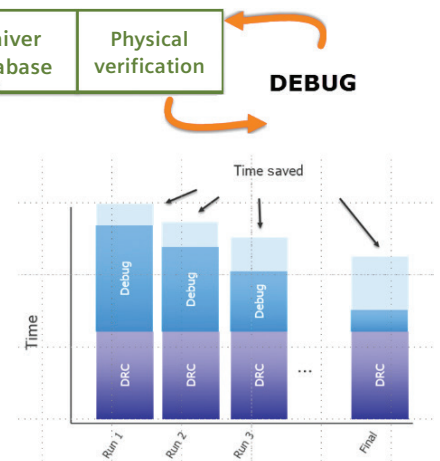 Physical
verification
DEBUG
Time saved
Time
Debug
Debug
Debug
DRC
DRC
DRC
...
DRC
Run 1
Run 2
Run 3
Final